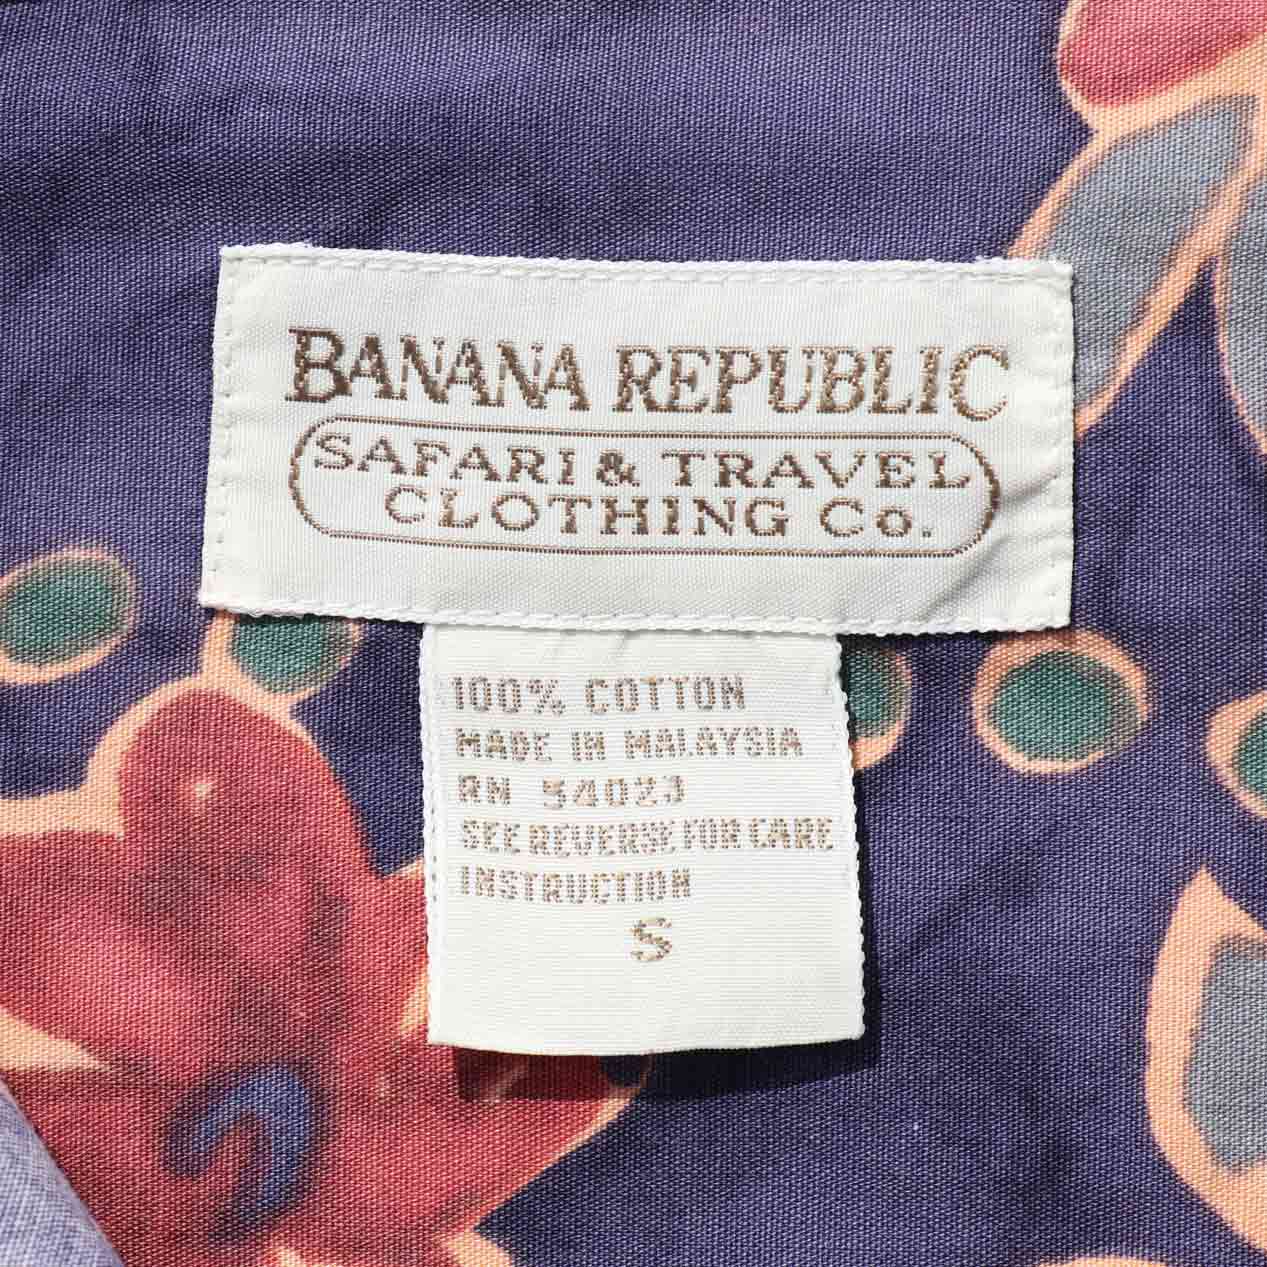 BANANA REPUBLIC
SAFARI & TRAVEL
CLOTHING Co.
100% COTTON
MADE IN MALAYSIA
RN 54023
SEE REVERSE FOR CARE
INSTRUCTION
S